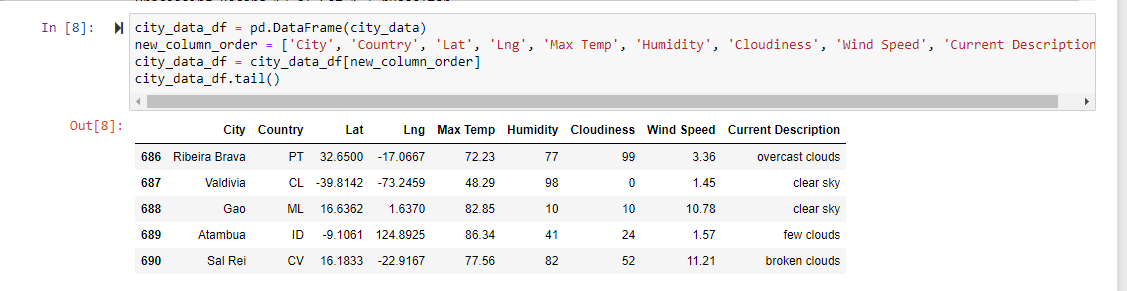 In [8]:
city_data_df = pd.DataFrame(city_data)
new_column_order = ['City', 'Country', 'Lat', 'Lng', 'Max Temp', 'Humidity', 'Cloudiness', 'Wind Speed', 'Current Description
city_data_df = city_data_df[new_column_order]
city_data_df.tail()
Out[8]:
City Country Lat Lng Max Temp Humidity Cloudiness Wind Speed Current Description
686 Ribeira Brava PT 32.6500 -17.0667 72.23 77 99 3.36 overcast clouds
687 Valdivia CL -39.8142 -73.2459 48.29 98 0 1.45 clear sky
688 Gao ML 16.6362 1.6370 82.85 10 10 10.78 clear sky
689 Atambua ID -9.1061 124.8925 86.34 41 24 1.57 few clouds
690 Sal Rei CV 16.1833 -22.9167 77.56 82 52 11.21 broken clouds